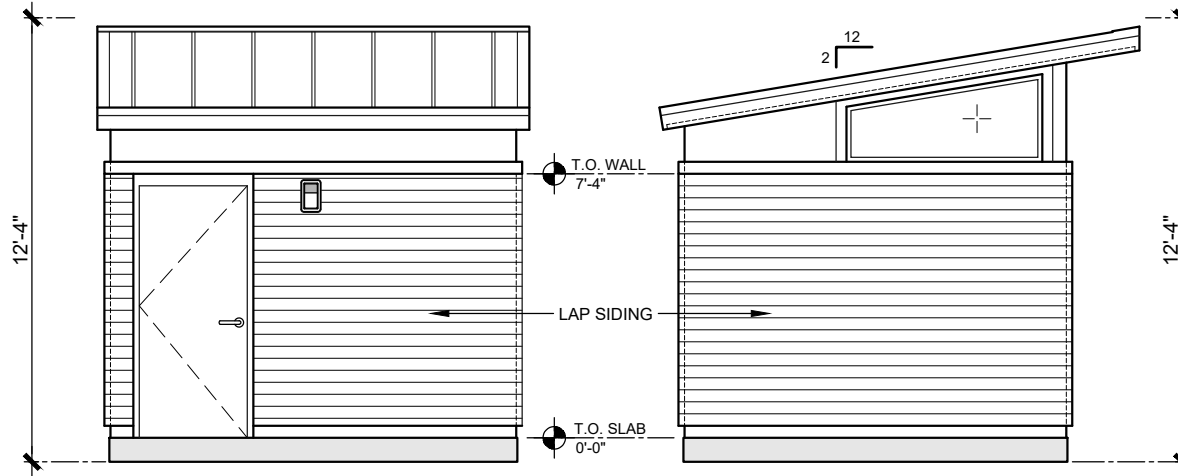 12
2
T.O. WALL
7'-4"
12'-4"
12'-4"
LAP SIDING
T.O. SLAB
0'-0"